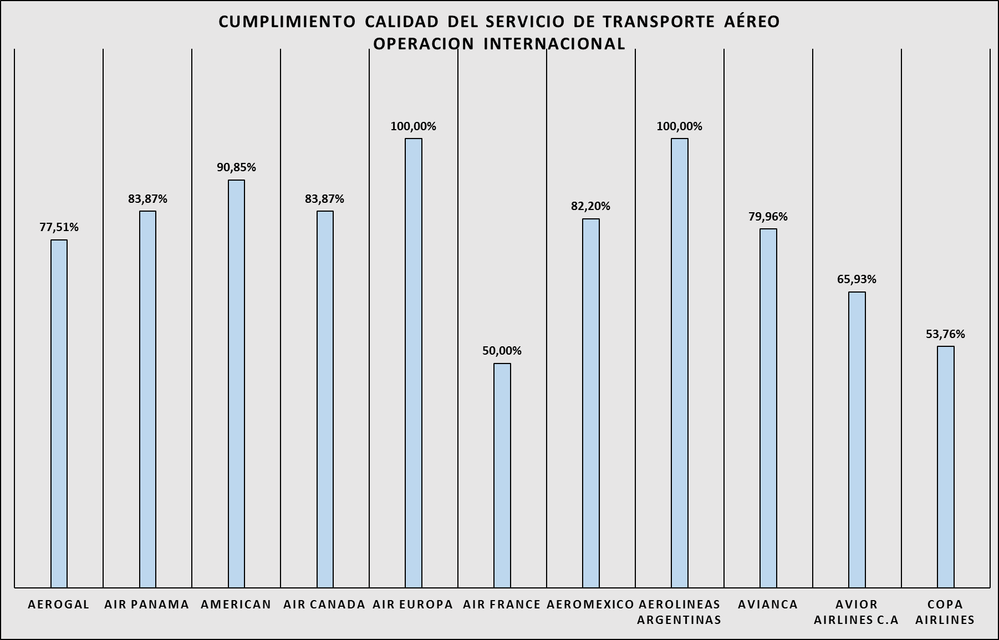 CUMPLIMIENTO CALIDAD DEL SERVICIO DE TRANSPORTE AÉREO
OPERACION INTERNACIONAL
77,51%
83,87%
90,85%
83,87%
100,00%
50,00%
82,20%
100,00%
79,96%
65,93%
53,76%
AEROGAL
AIR PANAMA
AMERICAN
AIR CANADA
AIR EUROPA
AIR FRANCE
AEROMEXICO
AEROLINEAS
ARGENTINAS
AVIANCA
AVIOR
AIRLINES C.A
COPA
AIRLINES